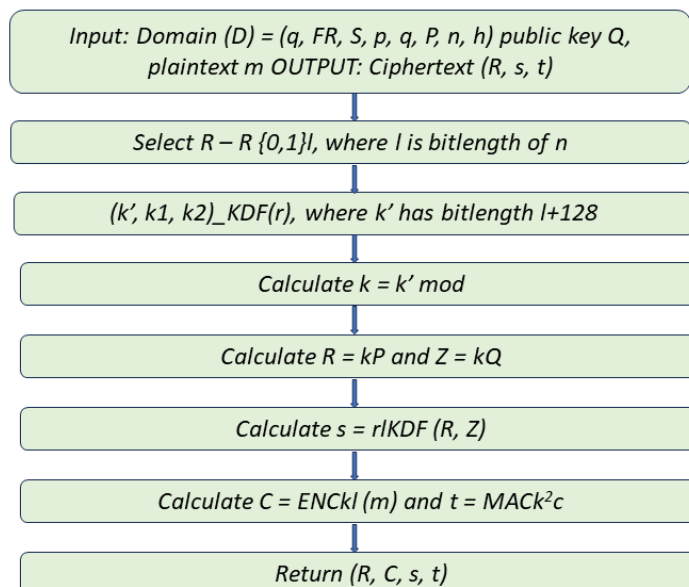 Input: Domain (D) = (q, FR, S, p, q, P, n, h) public key Q,
plaintext m OUTPUT: Ciphertext (R, s, t)
Select R – R {0,1}l, where l is bitlength of n
(k’, k1, k2)_KDF(r), where k’ has bitlength l+128
Calculate k = k’ mod
Calculate R = kP and Z = kQ
Calculate s = rlKDF (R, Z)
Calculate C = ENCkl (m) and t = MACk²c
Return (R, C, s, t)